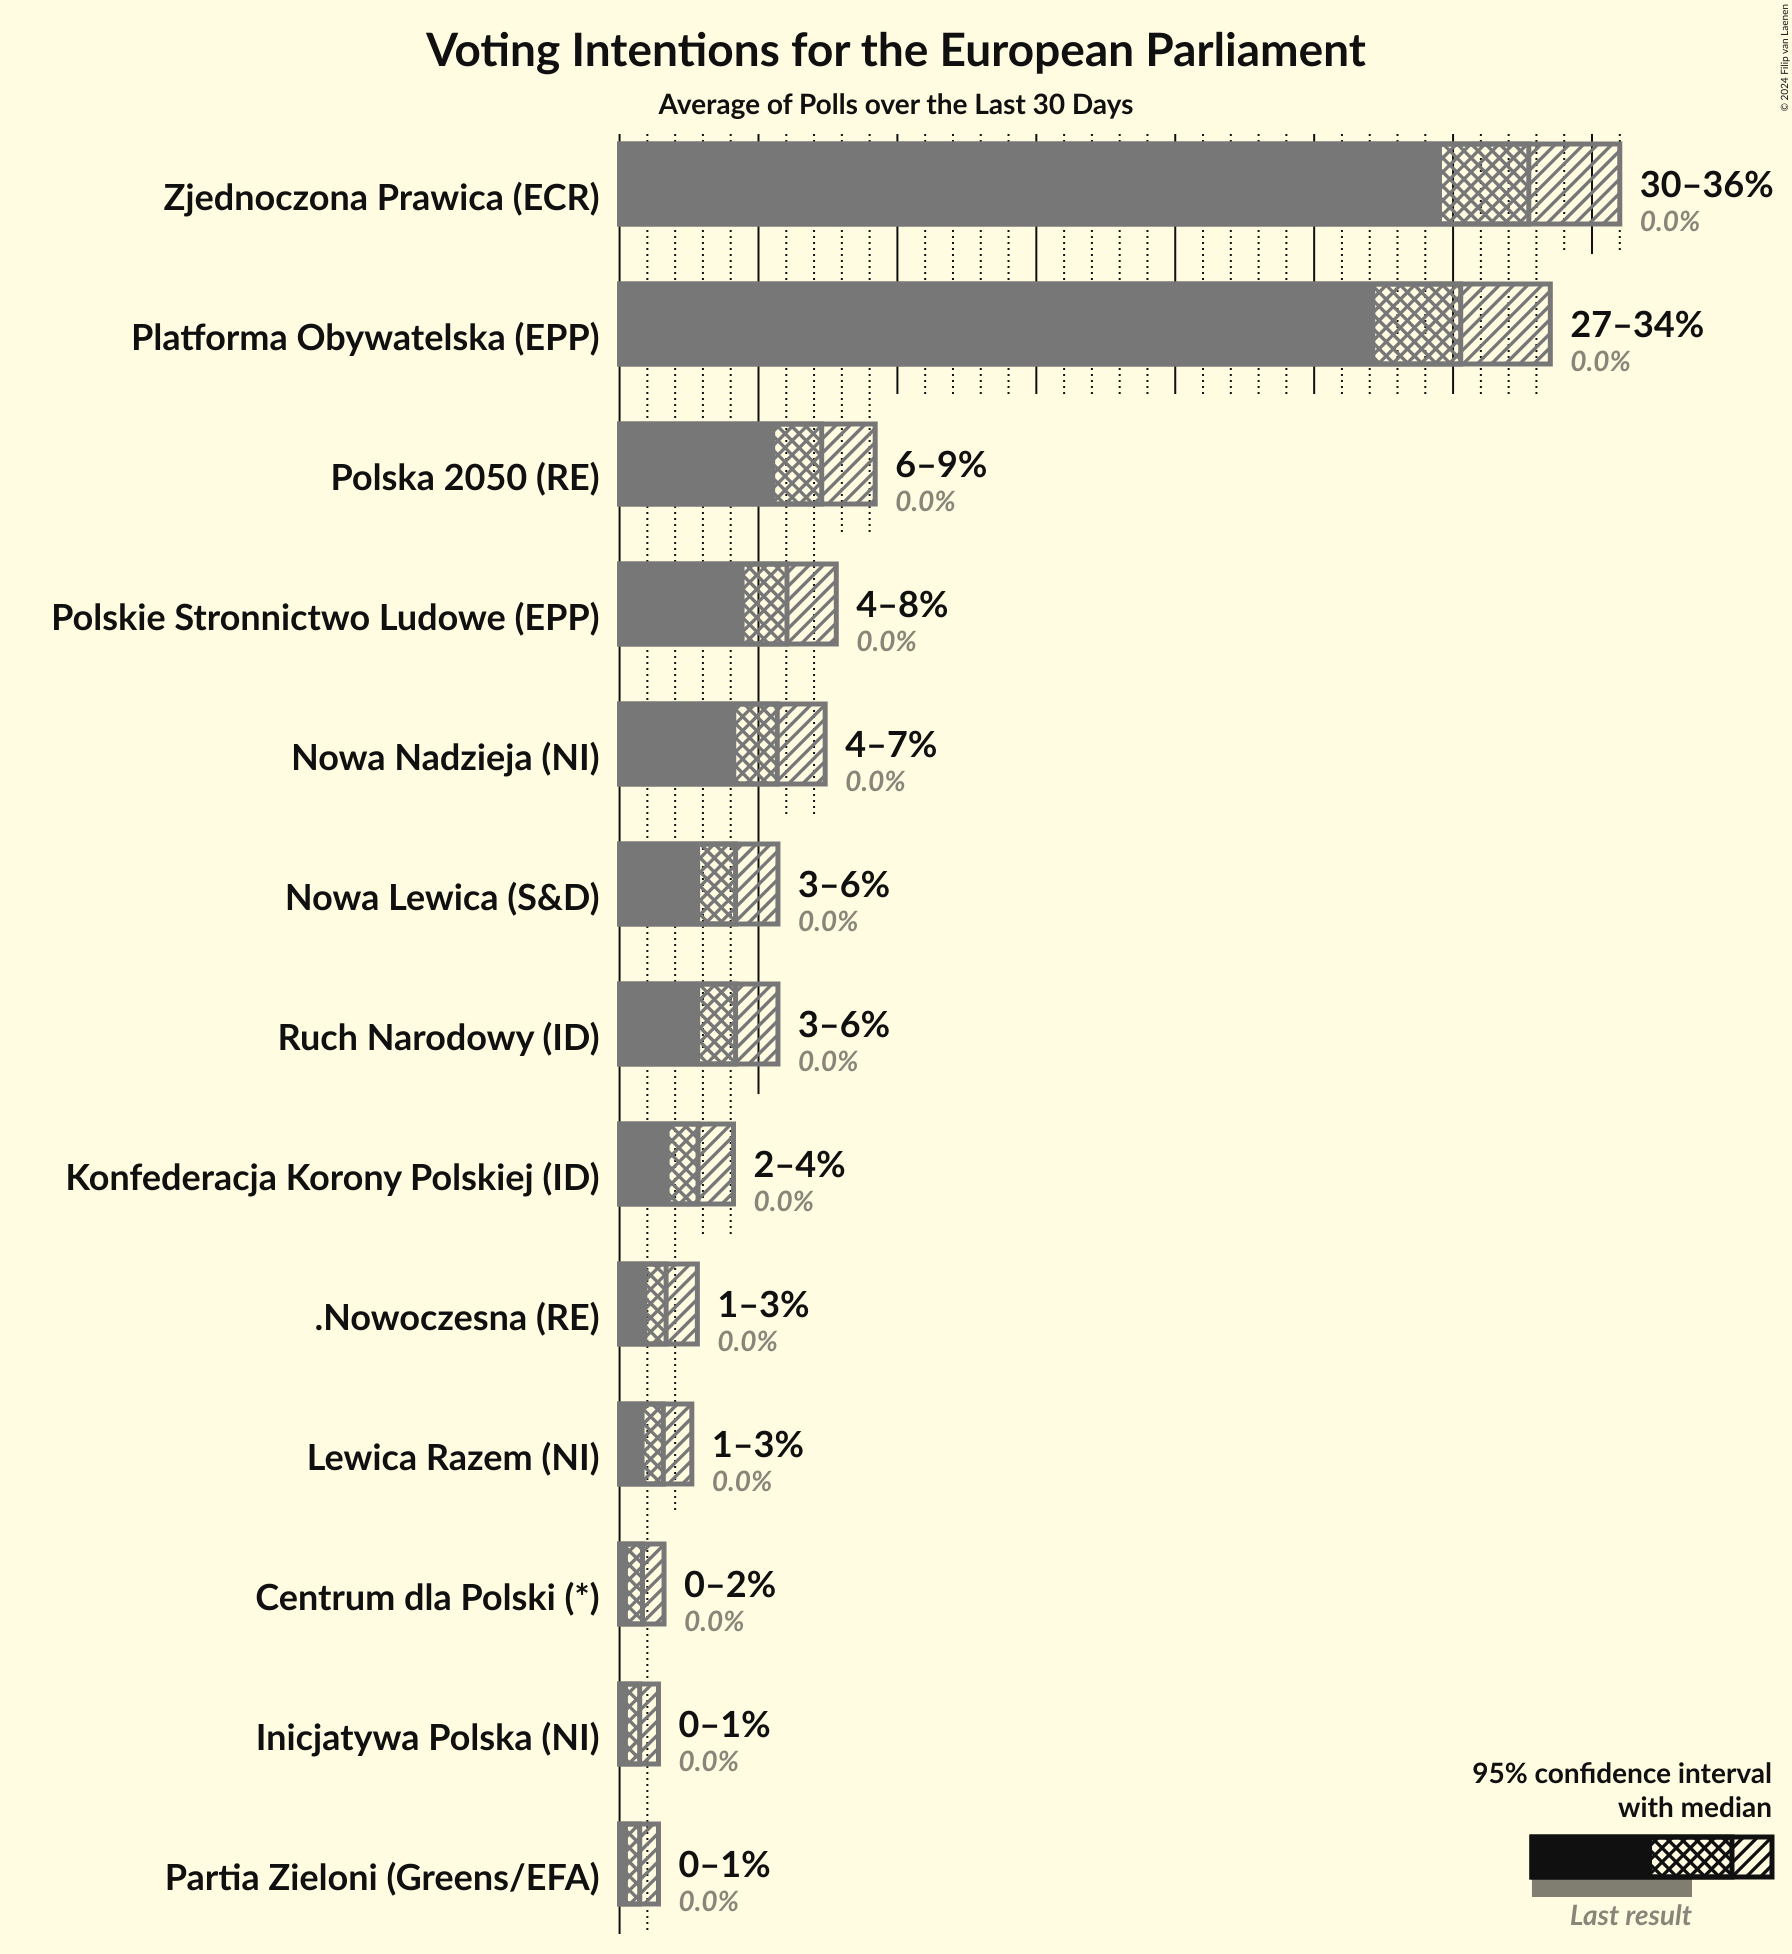 Voting Intentions for the European Parliament
Average of Polls over the Last 30 Days
© 2024 Filip van Laenen
Zjednoczona Prawica (ECR)
30–36%
0.0%
Platforma Obywatelska (EPP)
27–34%
0.0%
Polska 2050 (RE)
6–9%
0.0%
Polskie Stronnictwo Ludowe (EPP)
4–8%
0.0%
Nowa Nadzieja (NI)
4–7%
0.0%
Nowa Lewica (S&D)
3–6%
0.0%
Ruch Narodowy (ID)
3–6%
0.0%
Konfederacja Korony Polskiej (ID)
2–4%
0.0%
.Nowoczesna (RE)
1–3%
0.0%
Lewica Razem (NI)
1–3%
0.0%
Centrum dla Polski (*)
0–2%
0.0%
Inicjatywa Polska (NI)
0–1%
0.0%
Partia Zieloni (Greens/EFA)
0–1%
0.0%
95% confidence interval
with median
Last result